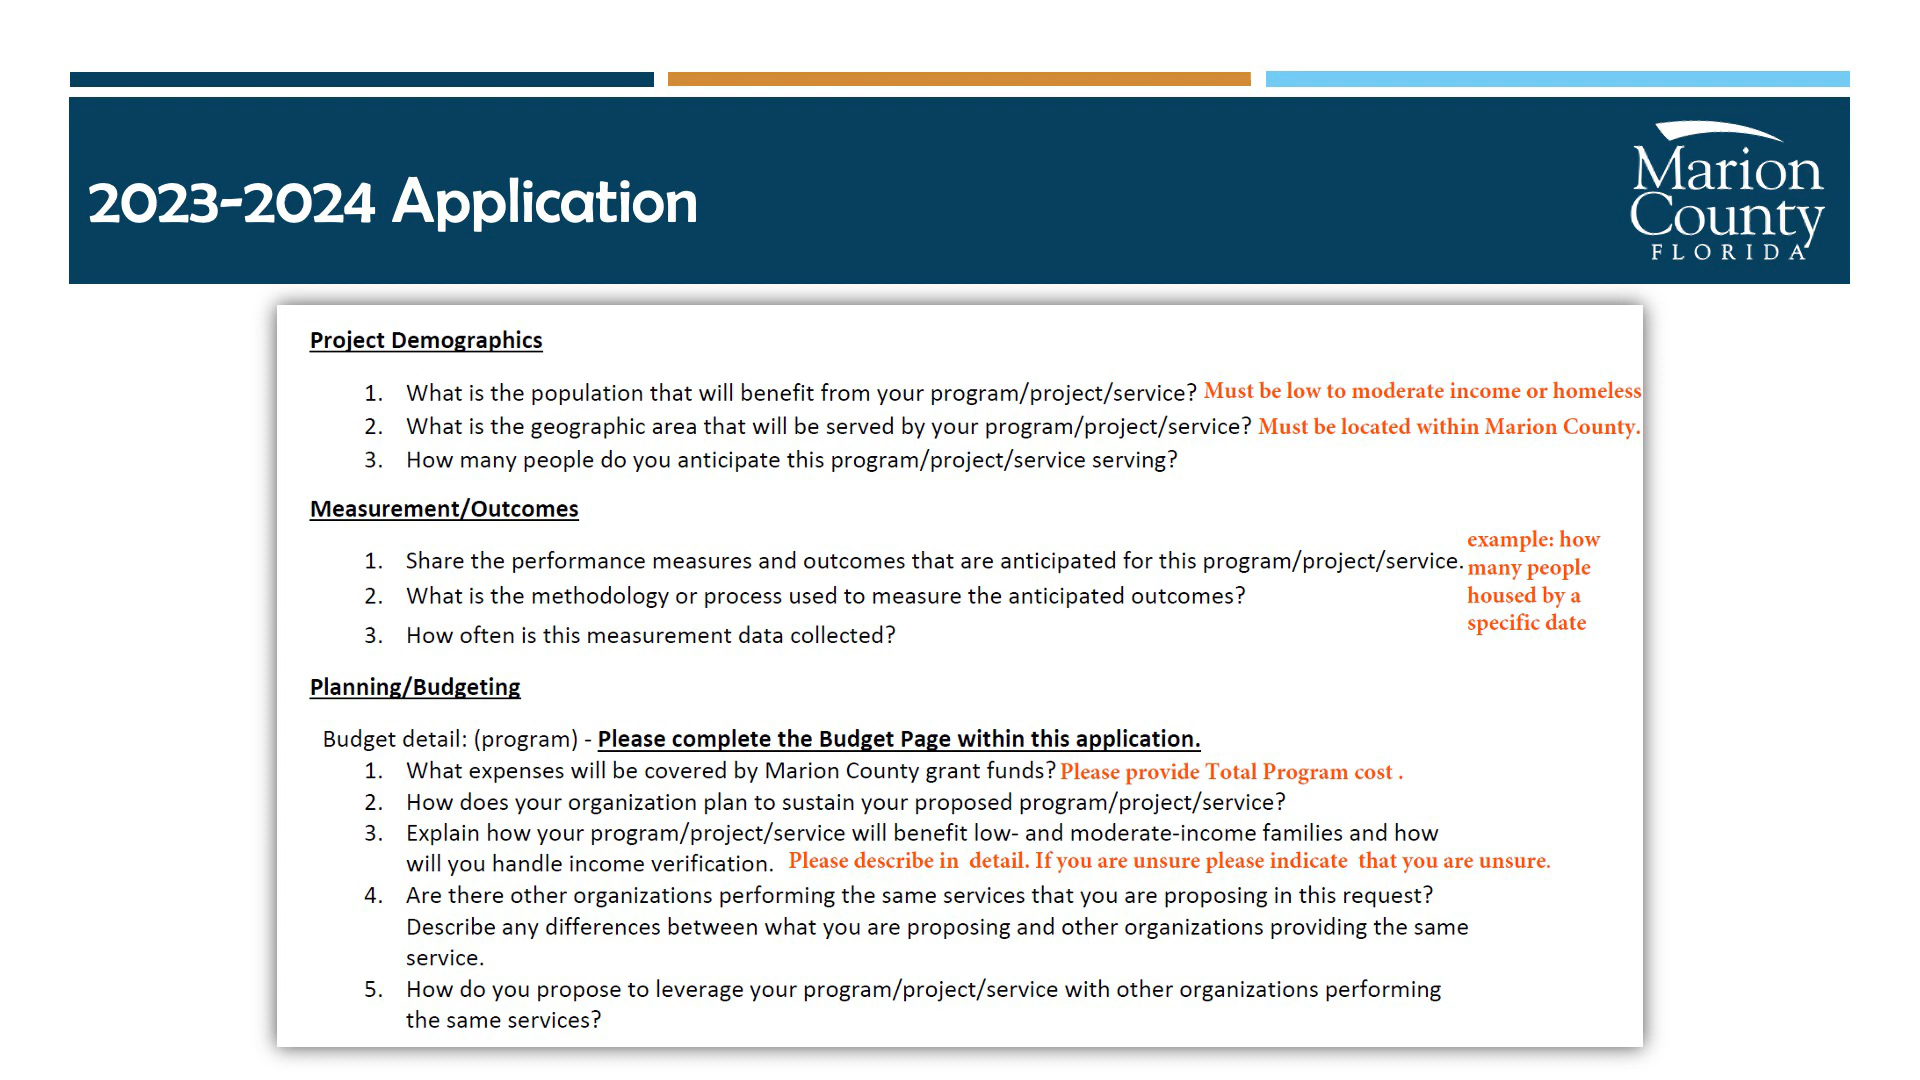 2023-2024 Application
Marion
County
FLORIDA
Project Demographics
1. What is the population that will benefit from your program/project/service? Must be low to moderate income or homeless
2. What is the geographic area that will be served by your program/project/service? Must be located within Marion County.
3. How many people do you anticipate this program/project/service serving?
Measurement/Outcomes
1. Share the performance measures and outcomes that are anticipated for this program/project/service.
2. What is the methodology or process used to measure the anticipated outcomes?
3. How often is this measurement data collected?
example: how
many people
housed by a
specific date
Planning/Budgeting
Budget detail: (program) - Please complete the Budget Page within this application.
1. What expenses will be covered by Marion County grant funds? Please provide Total Program cost .
2. How does your organization plan to sustain your proposed program/project/service?
3. Explain how your program/project/service will benefit low- and moderate-income families and how
will you handle income verification. Please describe in detail. If you are unsure please indicate that you are unsure.
4. Are there other organizations performing the same services that you are proposing in this request?
Describe any differences between what you are proposing and other organizations providing the same
service.
5. How do you propose to leverage your program/project/service with other organizations performing
the same services?